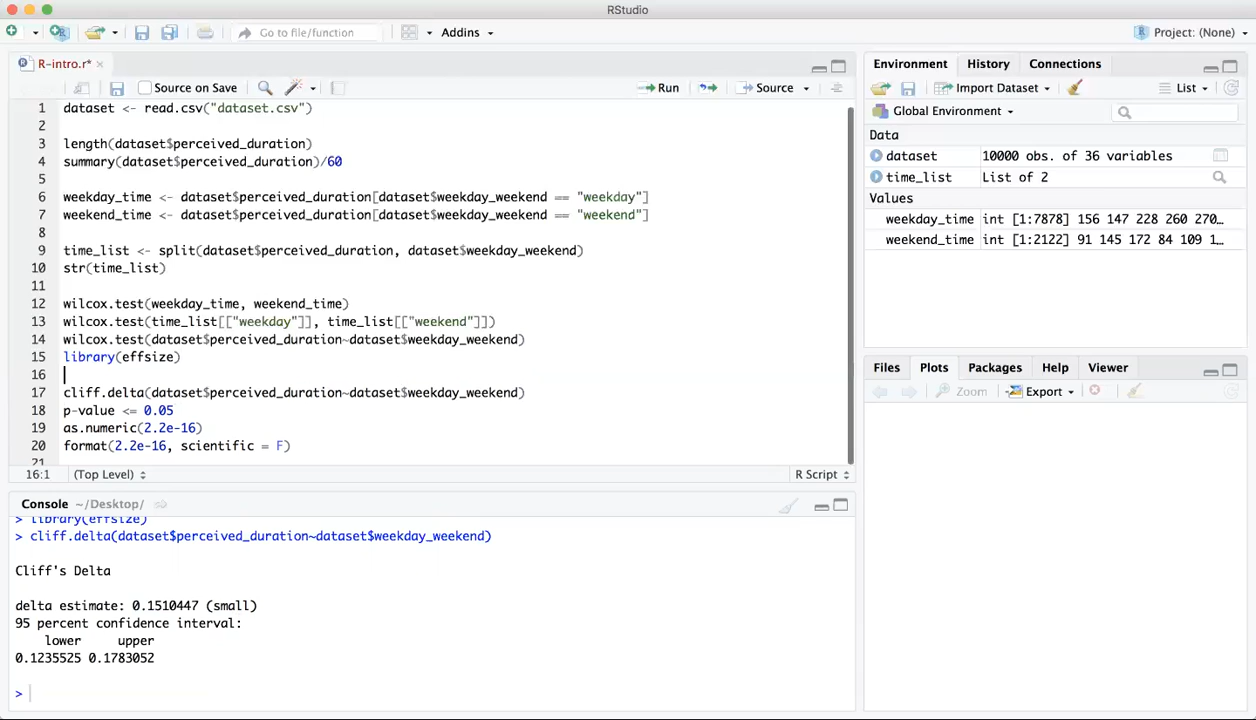 RStudio
Go to file/function
Addins
Project: (None)
R-intro.r*
Source on Save
Run
Source
1 dataset <- read.csv("dataset.csv")
2
3 length(dataset$perceived_duration)
4 summary(dataset$perceived_duration)/60
5
6 weekday_time <- dataset$perceived_duration[dataset$weekday_weekend == "weekday"]
7 weekend_time <- dataset$perceived_duration[dataset$weekday_weekend == "weekend"]
8
9 time_list <- split(dataset$perceived_duration, dataset$weekday_weekend)
10 str(time_list)
11
12 wilcox.test(weekday_time, weekend_time)
13 wilcox.test(time_list[["weekday"]], time_list[["weekend"]])
14 wilcox.test(dataset$perceived_duration~dataset$weekday_weekend)
15 library(effsize)
16
17 cliff.delta(dataset$perceived_duration~dataset$weekday_weekend)
18 p-value <= 0.05
19 as.numeric(2.2e-16)
20 format(2.2e-16, scientific = F)
21
16:1 (Top Level) R Script
Console ~/Desktop/
> library(effsize)
> cliff.delta(dataset$perceived_duration~dataset$weekday_weekend)
Cliff's Delta
delta estimate: 0.1510447 (small)
95 percent confidence interval:
lower upper
0.1235525 0.1783052
>
Environment History Connections
Import Dataset List
Global Environment
Data
dataset 10000 obs. of 36 variables
time_list List of 2
Values
weekday_time int [1:7878] 156 147 228 260 270…
weekend_time int [1:2122] 91 145 172 84 109 1…
Files Plots Packages Help Viewer
Zoom Export